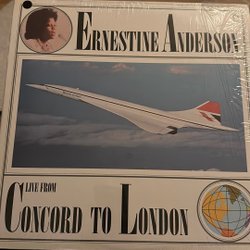 ERNESTINE ANDERSON
LIVE FROM
CONCORD TO LONDON